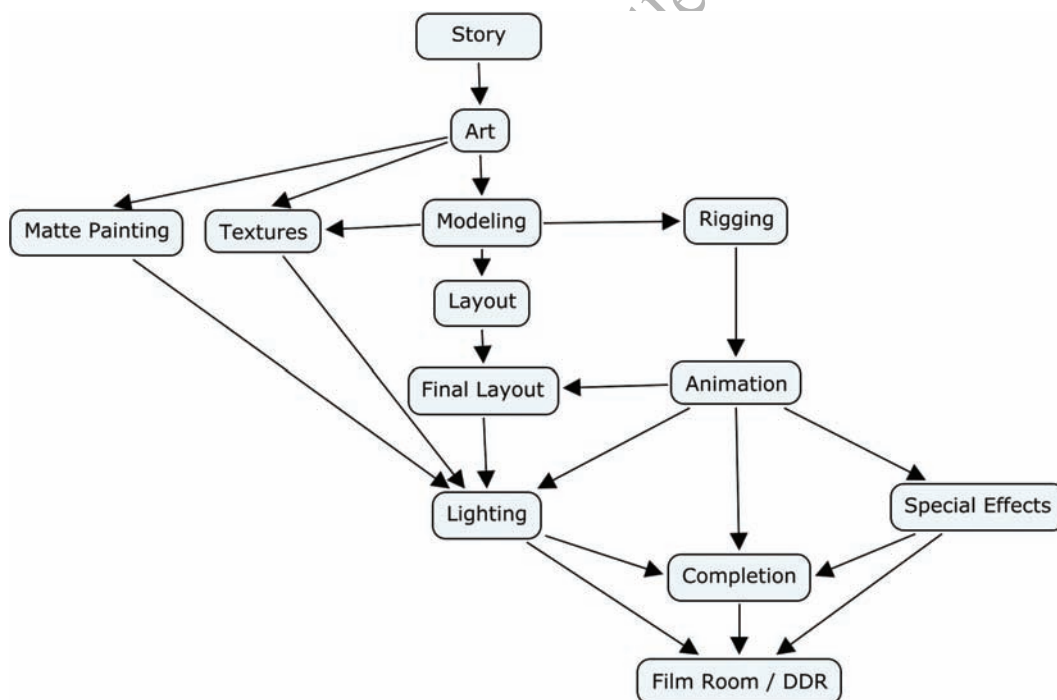 Story
Art
Matte Painting
Textures
Modeling
Rigging
Layout
Final Layout
Animation
Lighting
Special Effects
Completion
Film Room / DDR